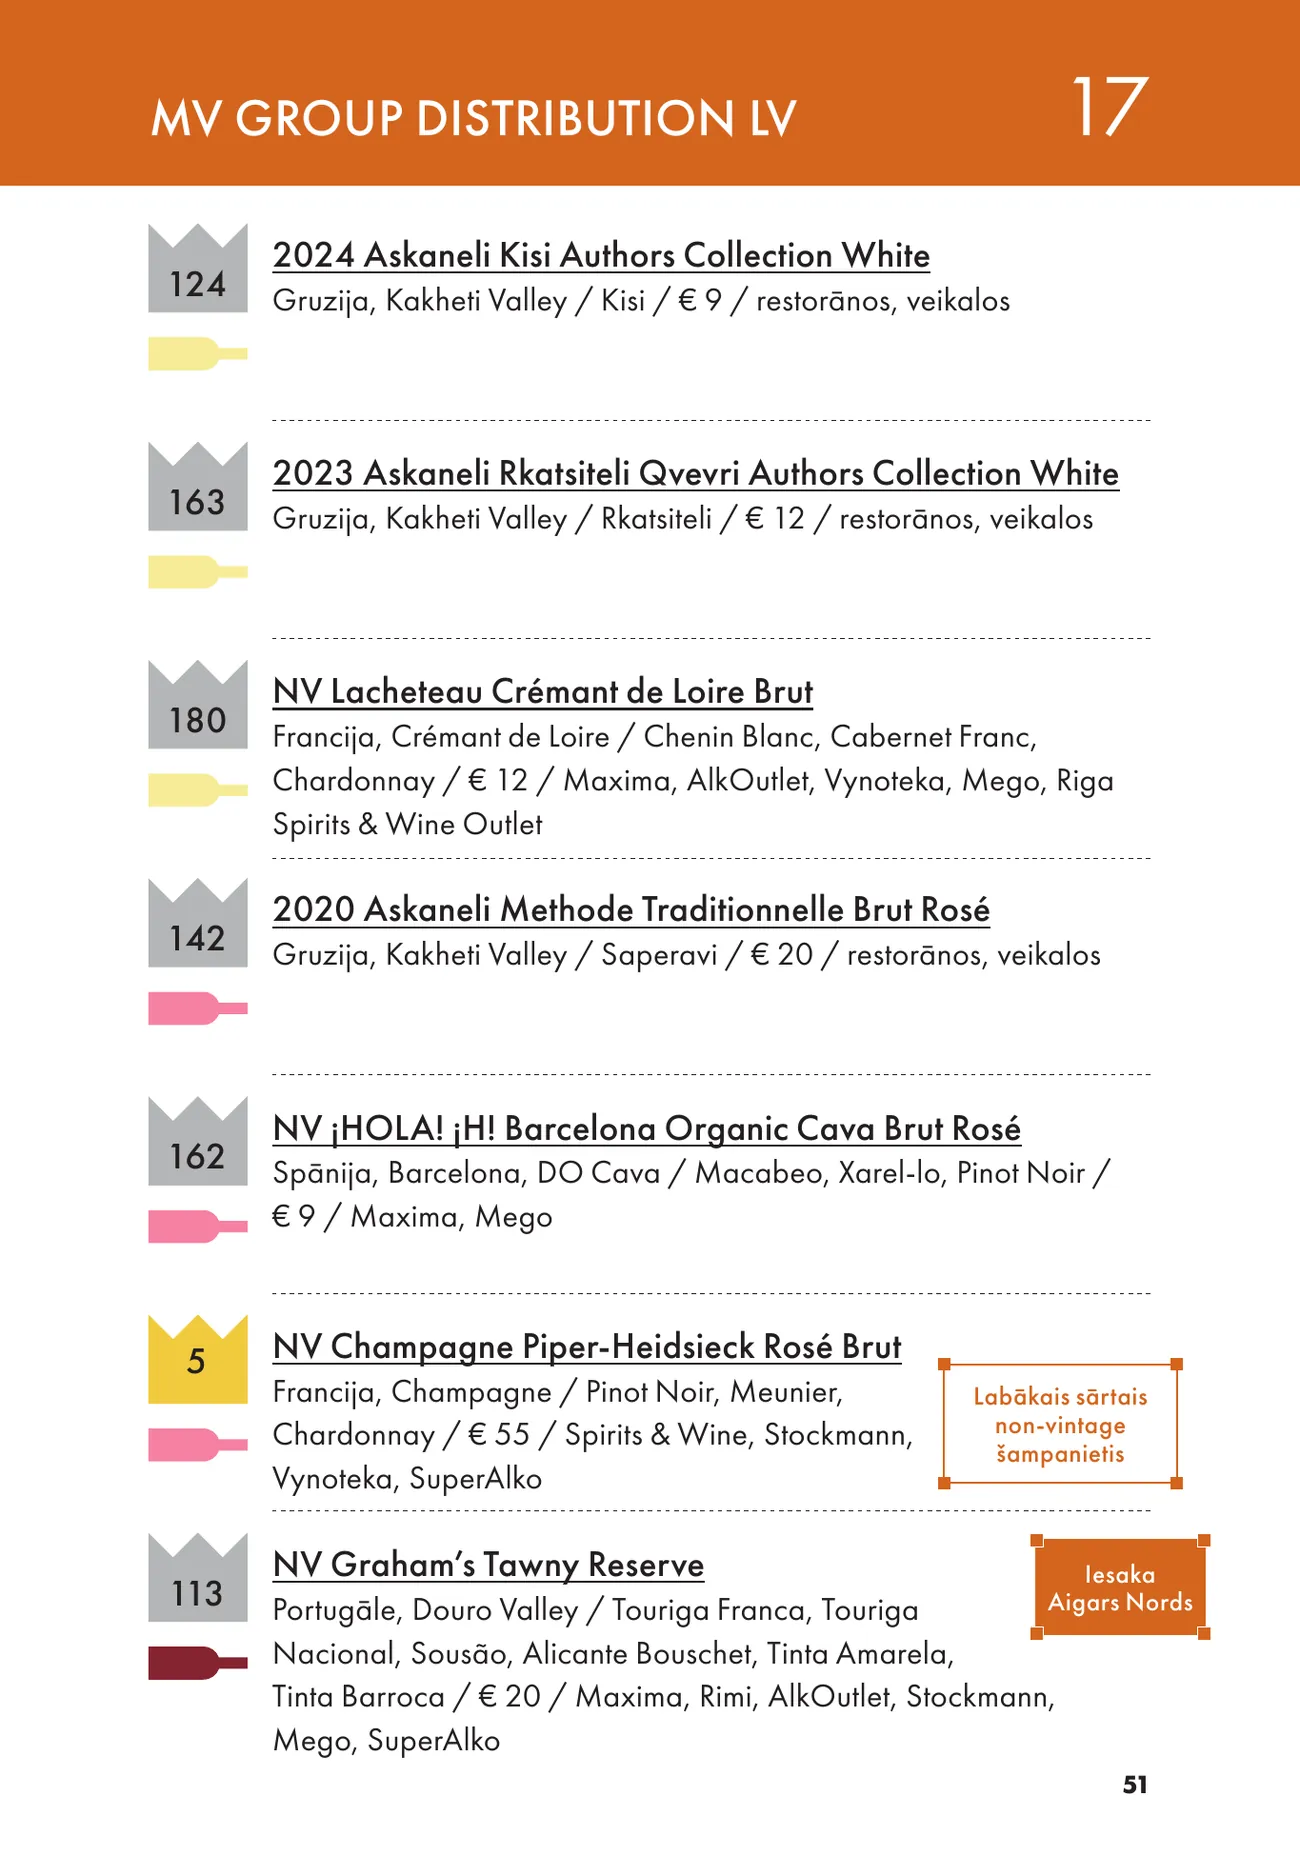 MV GROUP DISTRIBUTION LV
17
124
2024 Askaneli Kisi Authors Collection White
Gruzija, Kakheti Valley / Kisi / € 9 / restorānos, veikalos
163
2023 Askaneli Rkatsiteli Qvevri Authors Collection White
Gruzija, Kakheti Valley / Rkatsiteli / € 12 / restorānos, veikalos
180
NV Lacheteau Crémant de Loire Brut
Francija, Crémant de Loire / Chenin Blanc, Cabernet Franc,
Chardonnay / € 12 / Maxima, AlkOutlet, Vynoteka, Mego, Riga
Spirits & Wine Outlet
142
2020 Askaneli Methode Traditionnelle Brut Rosé
Gruzija, Kakheti Valley / Saperavi / € 20 / restorānos, veikalos
162
NV ¡HOLA! ¡H! Barcelona Organic Cava Brut Rosé
Spānija, Barcelona, DO Cava / Macabeo, Xarel-lo, Pinot Noir /
€ 9 / Maxima, Mego
5
NV Champagne Piper-Heidsieck Rosé Brut
Francija, Champagne / Pinot Noir, Meunier,
Chardonnay / € 55 / Spirits & Wine, Stockmann,
Vynoteka, SuperAlko
Labākais sārtais
non-vintage
šampanietis
113
NV Graham's Tawny Reserve
Portugāle, Douro Valley / Touriga Franca, Touriga
Nacional, Sousão, Alicante Bouschet, Tinta Amarela,
Tinta Barroca / € 20 / Maxima, Rimi, AlkOutlet, Stockmann,
Mego, SuperAlko
Iesaka
Aigars Nords
51